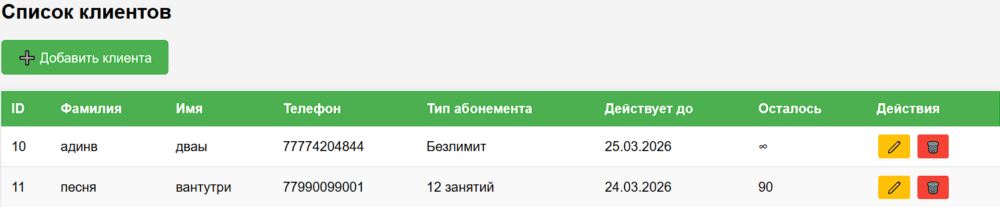 Список клиентов
Добавить клиента
ID Фамилия Имя Телефон Тип абонемента Действует до Осталось Действия
10 адинв дваы 77774204844 Безлимит 25.03.2026 ∞
11 песня вантутри 77990099001 12 занятий 24.03.2026 90